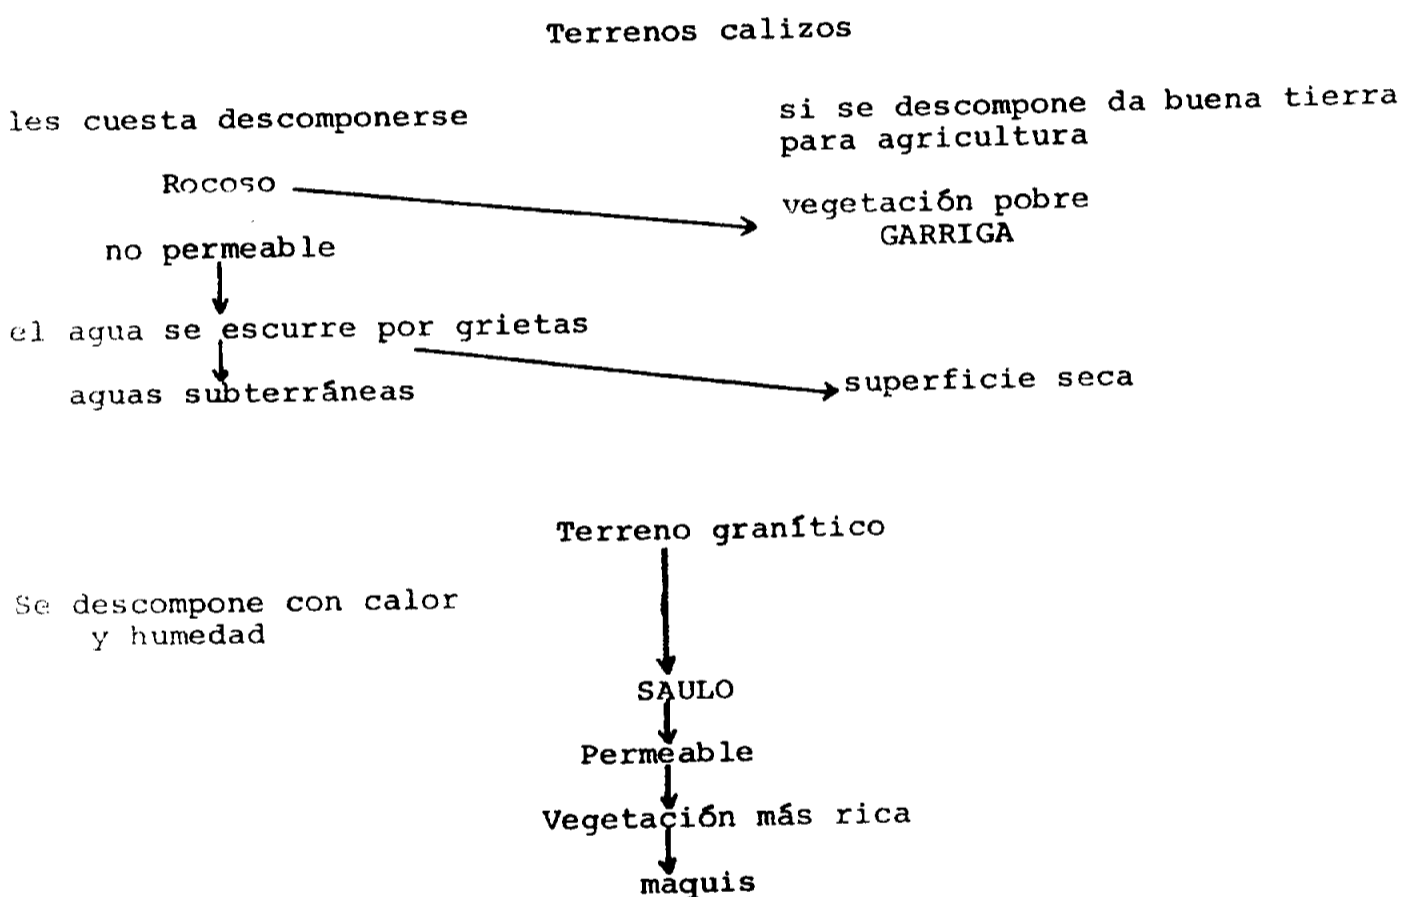 Terrenos calizos
les cuesta descomponerse
si se descompone da buena tierra
para agricultura
Rocoso
vegetación pobre
GARRIGA
no permeable
el agua se escurre por grietas
aguas subterráneas
superficie seca
Terreno granítico
Se descompone con calor
y humedad
SAULO
Permeable
Vegetación más rica
maquis